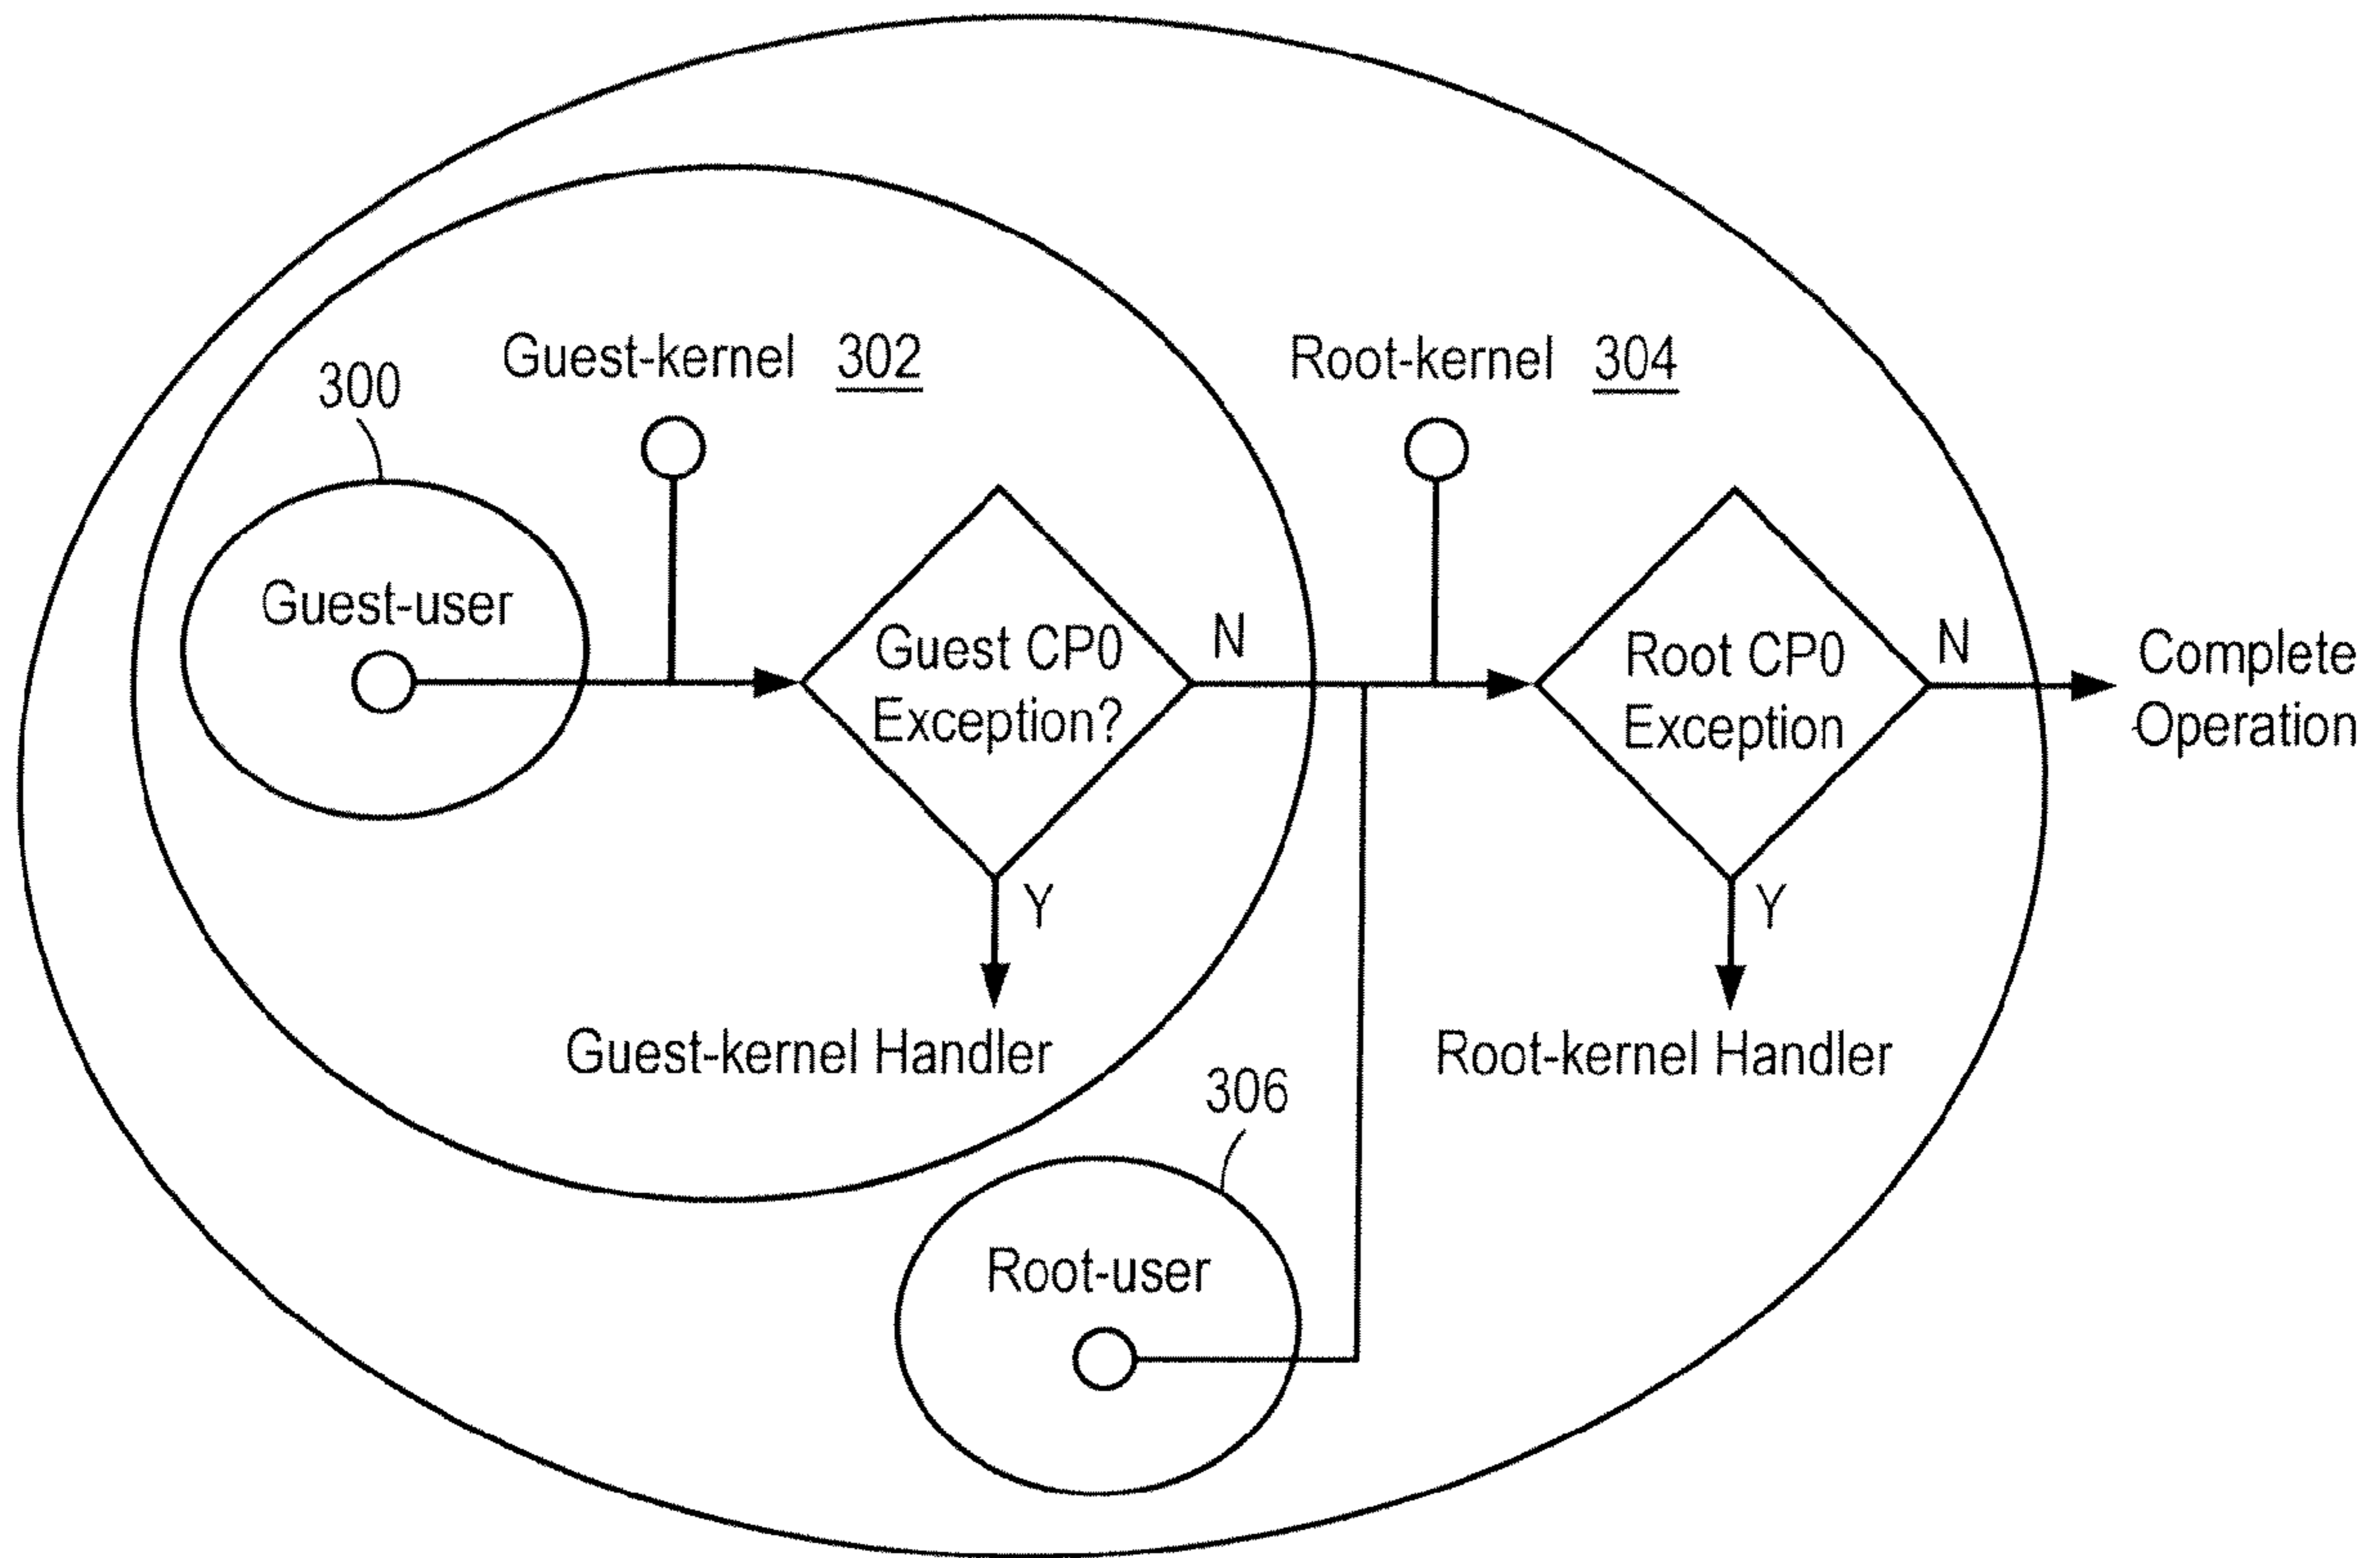 Guest-kernel 302
Root-kernel 304
300
Guest-user
Guest CP0
Exception?
N
Root CP0
Exception
N
Complete
Operation
Y
Y
Guest-kernel Handler
Root-kernel Handler
306
Root-user